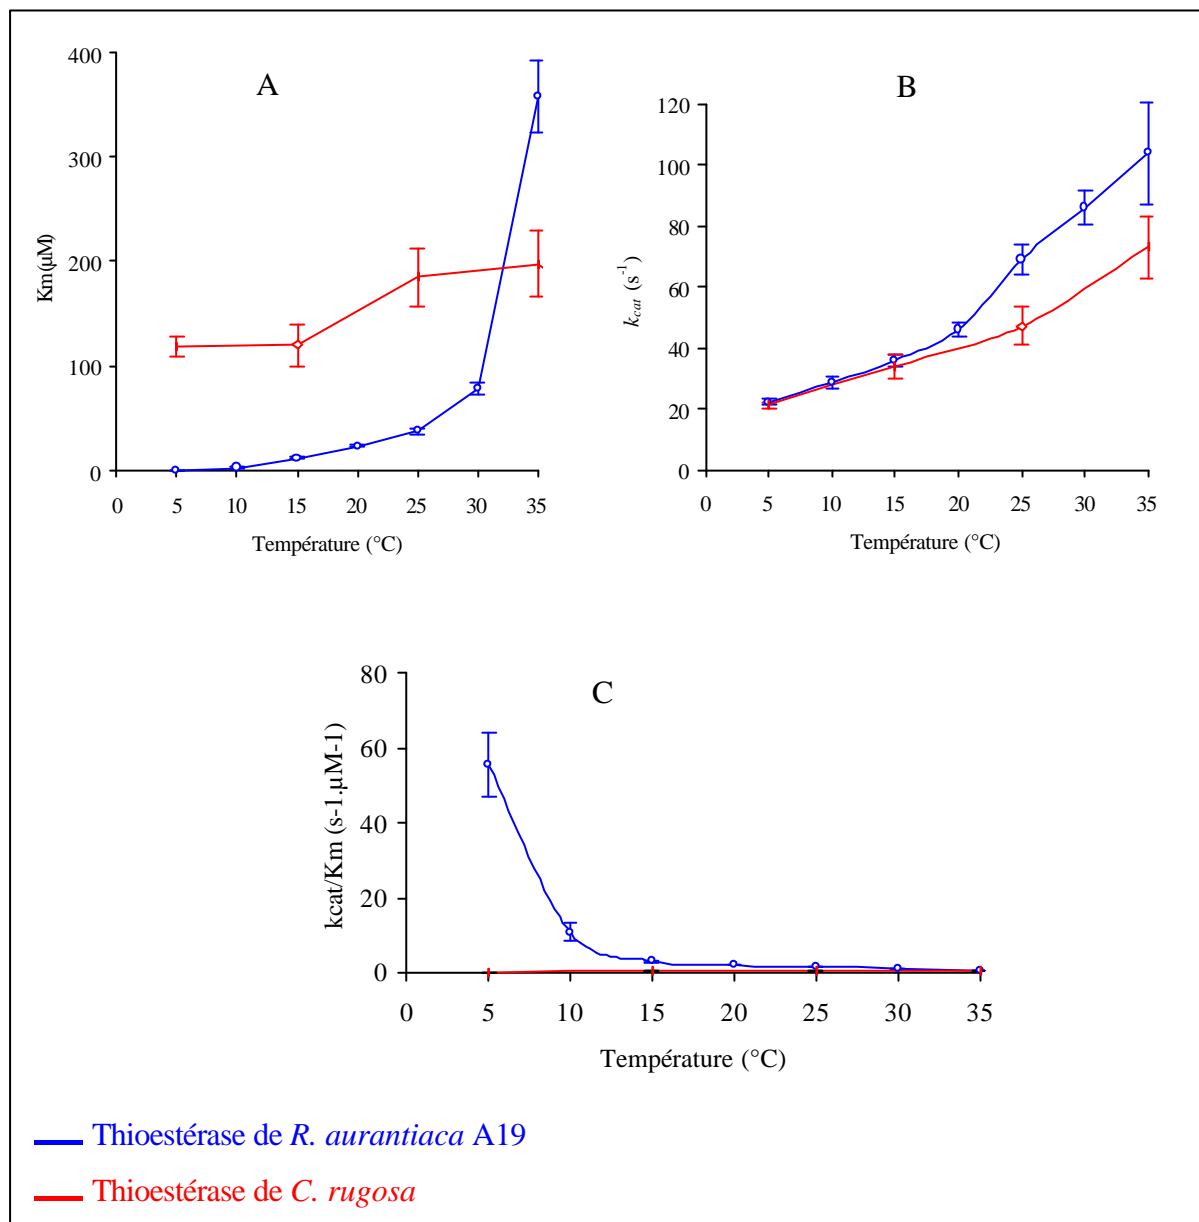 A
400
300
200
100
0
Km(µM)
0 5 10 15 20 25 30 35
Température (°C)
B
120
100
80
60
40
20
0
kcat (s-1)
0 5 10 15 20 25 30 35
Température (°C)
C
80
60
40
20
0
kcat/Km (s-1.µM-1)
0 5 10 15 20 25 30 35
Température (°C)
Thioestérase de R. aurantiaca A19
Thioestérase de C. rugosa